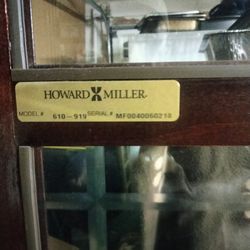 HOWARD MILLER
MODEL# 610-919 SERIAL# MF0040060218